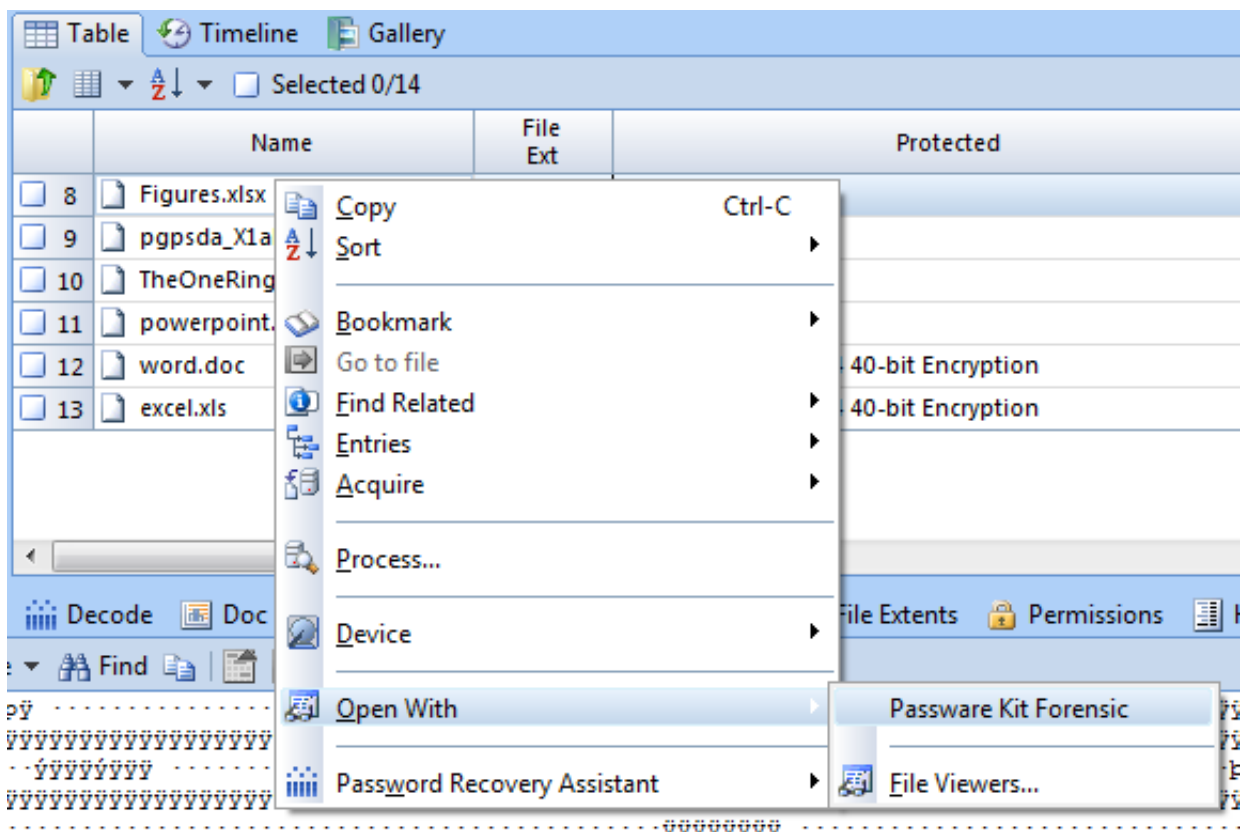 Table Timeline Gallery
Selected 0/14
Name File Ext Protected
8 Figures.xlsx
9 pgpsda_X1a
10 TheOneRing
11 powerpoint.
12 word.doc 40-bit Encryption
13 excel.xls 40-bit Encryption
Copy Ctrl-C
Sort
Bookmark
Go to file
Find Related
Entries
Acquire
Process...
Device
Open With
Password Recovery Assistant
Passware Kit Forensic
File Viewers...
Decode Doc File Extents Permissions
Find